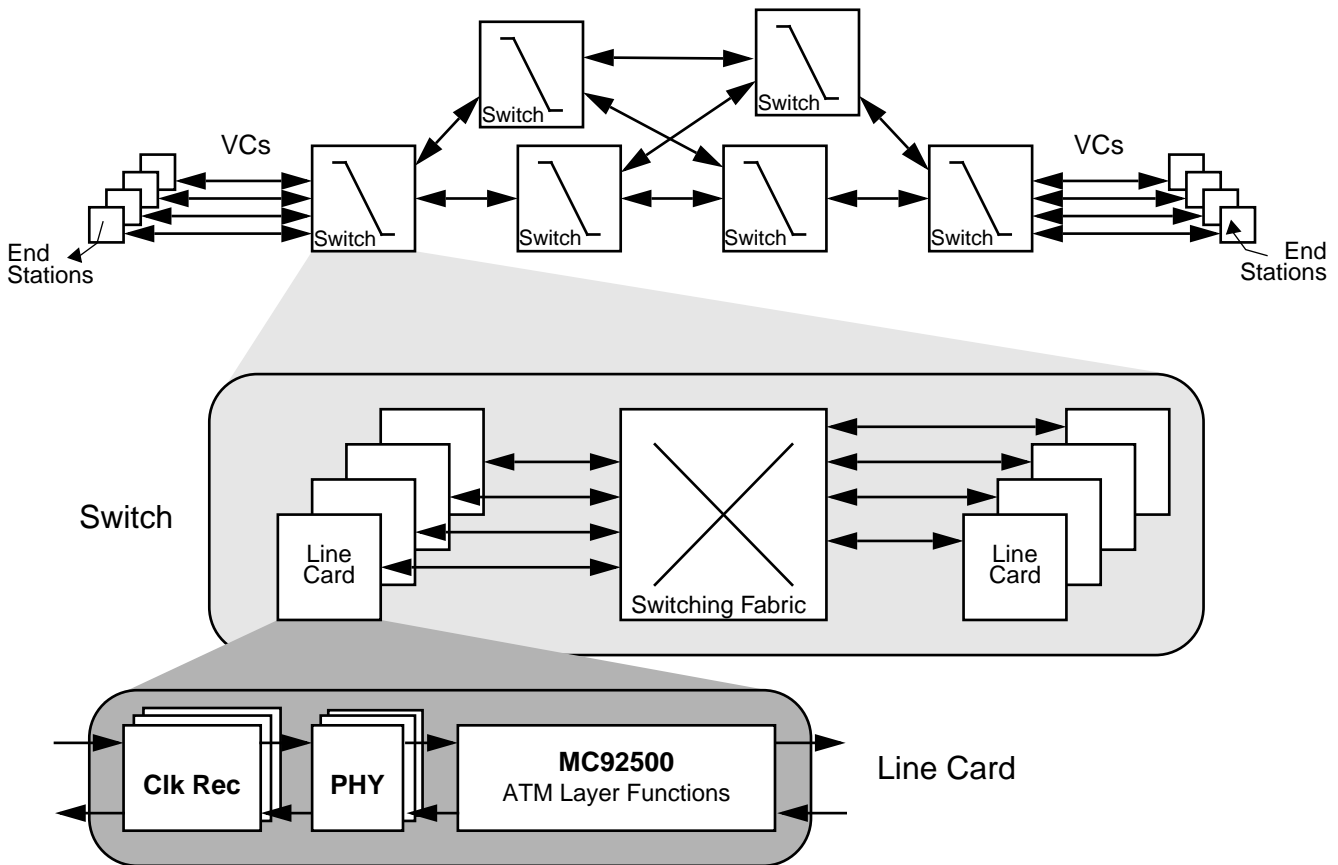 Switch
Switch
VCs
VCs
Switch
Switch
Switch
Switch
End
Stations
End
Stations
Switch
Line
Card
Switching Fabric
Line
Card
Clk Rec
PHY
MC92500
ATM Layer Functions
Line Card